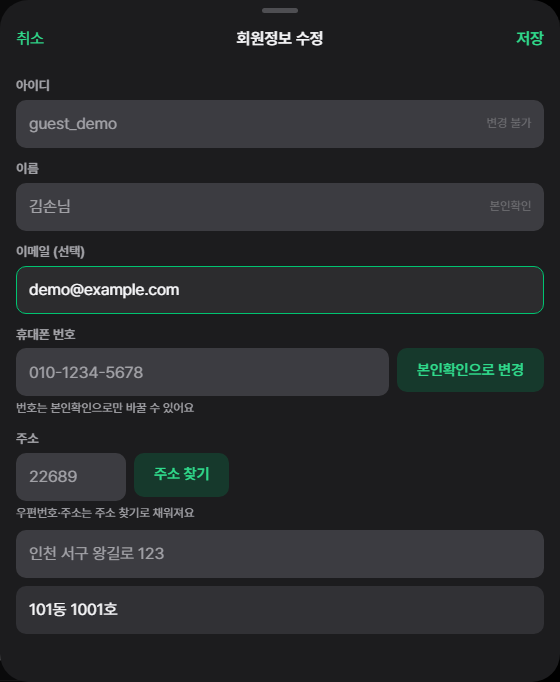 취소 회원정보 수정 저장
아이디
guest_demo 변경 불가
이름
김손님 본인확인
이메일 (선택)
demo@example.com
휴대폰 번호
010-1234-5678 본인확인으로 변경
번호는 본인확인으로만 바꿀 수 있어요
주소
22689 주소 찾기
우편번호·주소는 주소 찾기로 채워져요
인천 서구 왕길로 123
101동 1001호